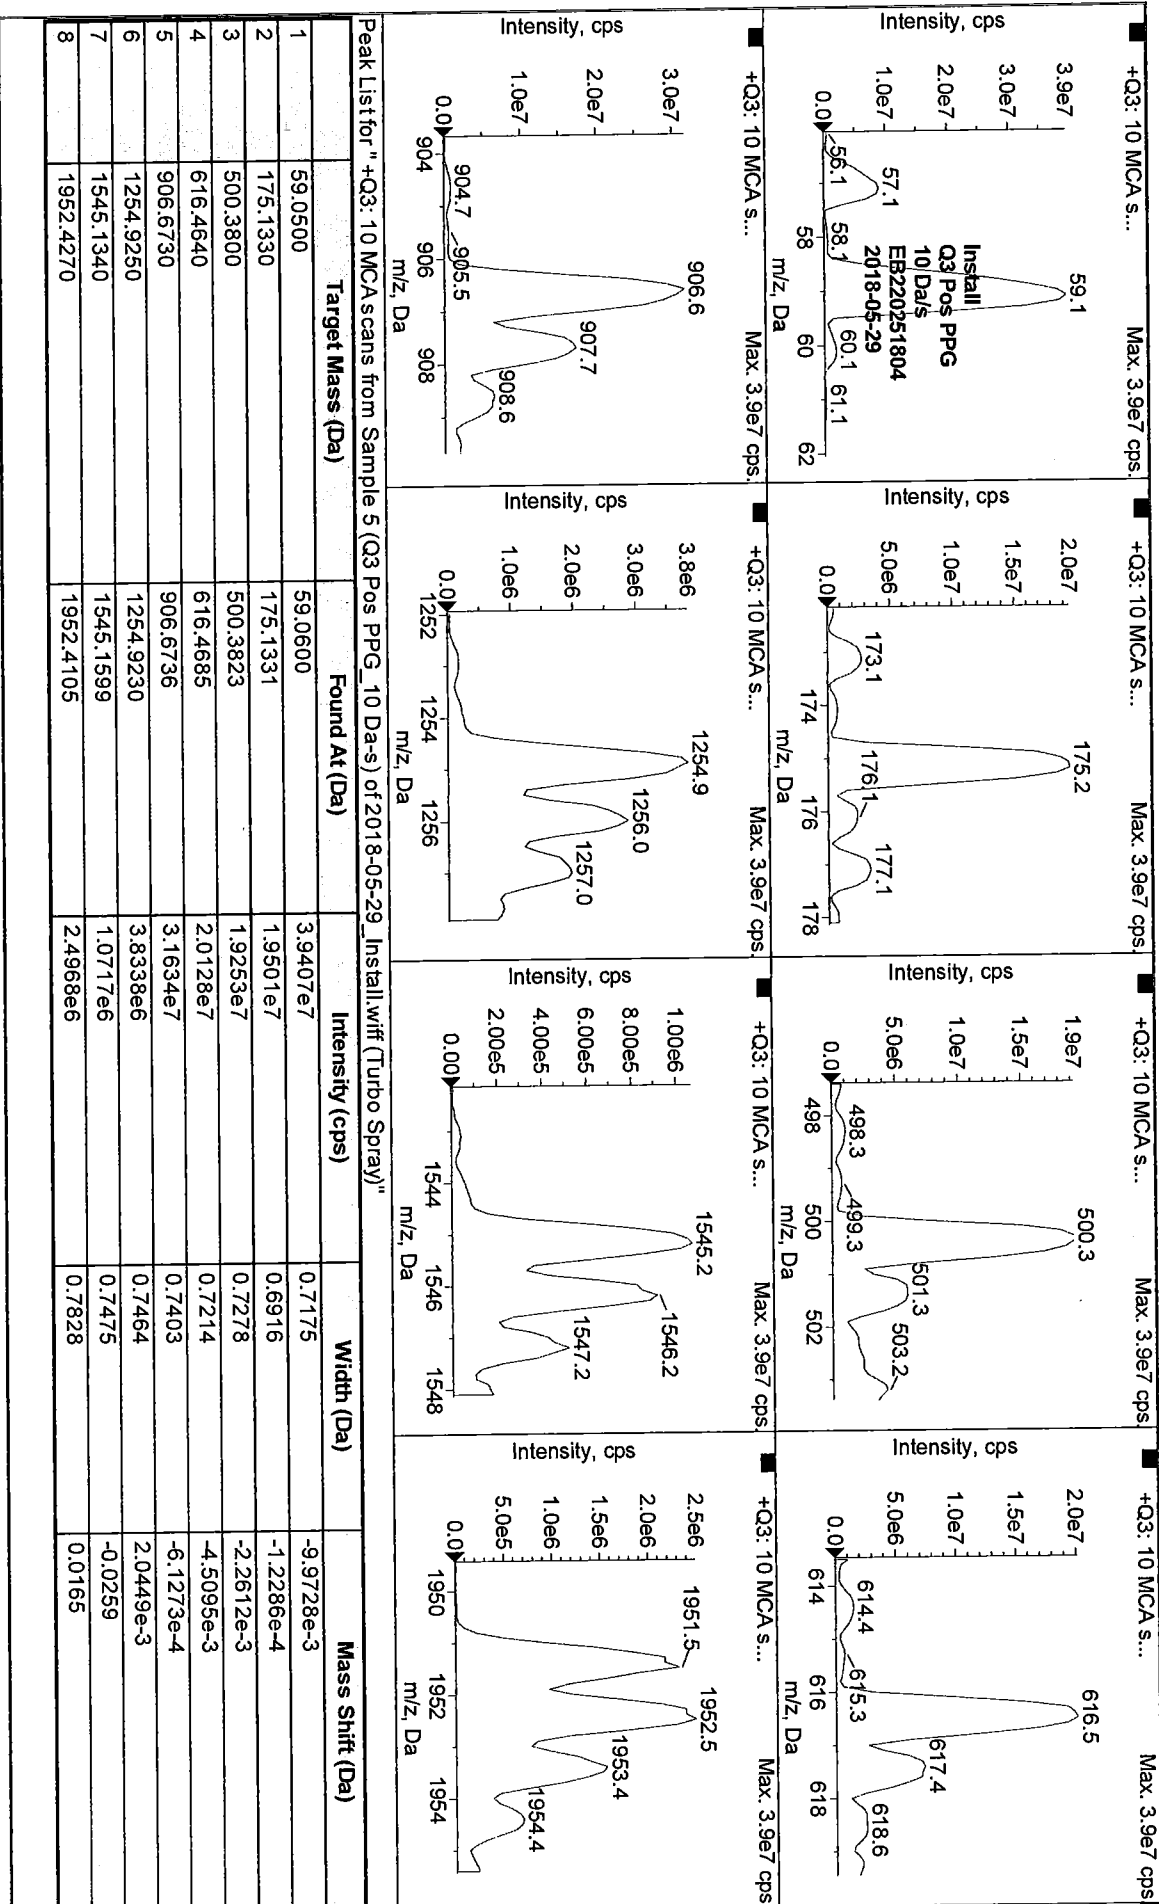 +Q3: 10 MCA s... Max. 3.9e7 cps.
Intensity, cps
3.9e7
3.0e7
2.0e7
1.0e7
0.0
56.1
57.1
58.1
59.1
60.1
61.1
Install
Q3 Pos PPG
10 Da/s
EB220251804
2018-05-29
58 60 62
m/z, Da
+Q3: 10 MCA s... Max. 3.9e7 cps.
Intensity, cps
2.0e7
1.5e7
1.0e7
5.0e6
0.0
173.1
175.2
176.1
177.1
174 176 178
m/z, Da
+Q3: 10 MCA s... Max. 3.9e7 cps.
Intensity, cps
1.9e7
1.5e7
1.0e7
5.0e6
0.0
498.3
499.3
500.3
501.3
503.2
498 500 502
m/z, Da
+Q3: 10 MCA s... Max. 3.9e7 cps
Intensity, cps
2.0e7
1.5e7
1.0e7
5.0e6
0.0
614.4
615.3
616.5
617.4
618.6
614 616 618
m/z, Da
+Q3: 10 MCA s... Max. 3.9e7 cps.
Intensity, cps
3.0e7
2.0e7
1.0e7
0.0
904.7
905.5
906.6
907.7
908.6
904 906 908
m/z, Da
+Q3: 10 MCA s... Max. 3.9e7 cps.
Intensity, cps
3.8e6
3.0e6
2.0e6
1.0e6
0.0
1254.9
1256.0
1257.0
1252 1254 1256
m/z, Da
+Q3: 10 MCA s... Max. 3.9e7 cps.
Intensity, cps
1.00e6
8.00e5
6.00e5
4.00e5
2.00e5
0.00
1545.2
1546.2
1547.2
1544 1546 1548
m/z, Da
+Q3: 10 MCA s... Max. 3.9e7 cps
Intensity, cps
2.5e6
2.0e6
1.5e6
1.0e6
5.0e5
0.0
1951.5
1952.5
1953.4
1954.4
1950 1952 1954
m/z, Da
Peak List for "+Q3: 10 MCA scans from Sample 5 (Q3 Pos PPG_10 Da-s) of 2018-05-29_Install.wiff (Turbo Spray)"
Target Mass (Da) Found At (Da) Intensity (cps) Width (Da) Mass Shift (Da)
1 59.0500 59.0600 3.9407e7 0.7175 -9.9728e-3
2 175.1330 175.1331 1.9501e7 0.6916 -1.2286e-4
3 500.3800 500.3823 1.9253e7 0.7278 -2.2612e-3
4 616.4640 616.4685 2.0128e7 0.7214 -4.5095e-3
5 906.6730 906.6736 3.1634e7 0.7403 -6.1273e-4
6 1254.9250 1254.9230 3.8338e6 0.7464 2.0449e-3
7 1545.1340 1545.1599 1.0717e6 0.7475 -0.0259
8 1952.4270 1952.4105 2.4968e6 0.7828 0.0165